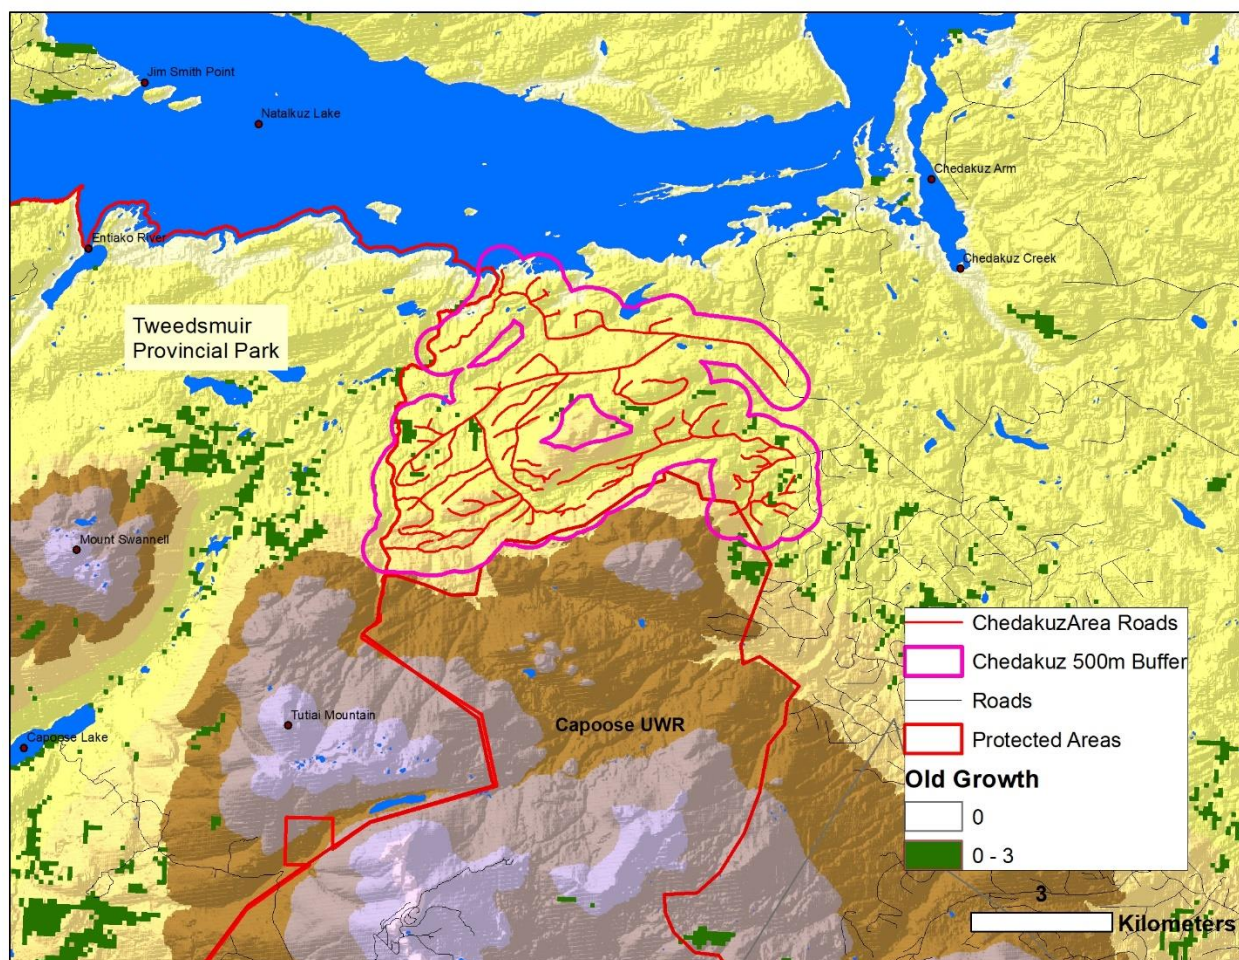 Jim Smith Point
Natalkuz Lake
Chedakuz Arm
Entiako River
Chedakuz Creek
Tweedsmuir
Provincial Park
Mount Swannell
ChedakuzArea Roads
Chedakuz 500m Buffer
Roads
Protected Areas
Old Growth
0
0 - 3
Tutiai Mountain
Capoose UWR
Capoose Lake
3
Kilometers